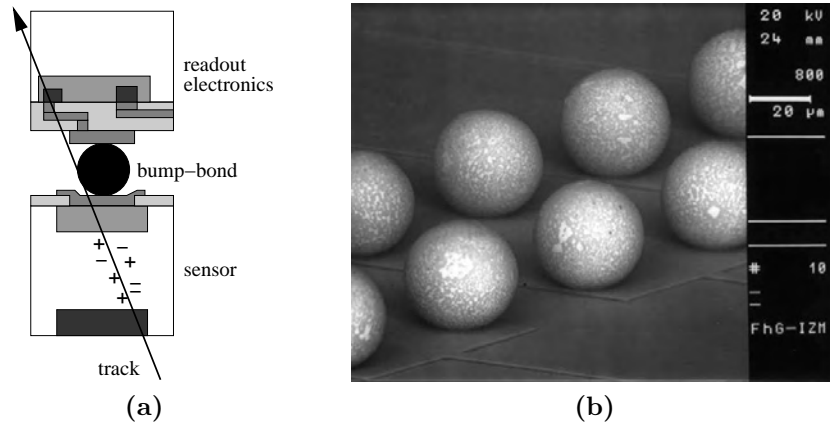 readout
electronics
bump−bond
+ −
− +
+ =
+
sensor
track
(a)
20 kV
24 mm
800
20 µm
# 10
FhG-IZM
(b)